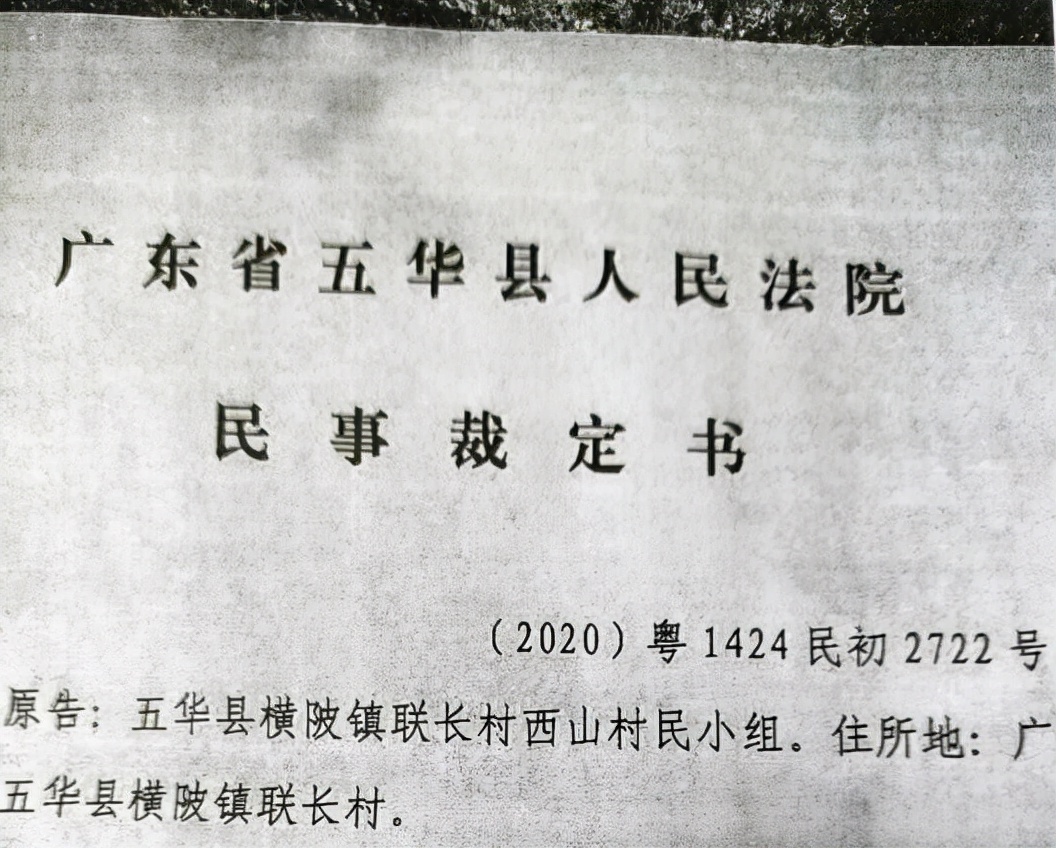 广东省五华县人民法院
民事裁定书
（2020）粤1424民初2722号
原告：五华县横陂镇联长村西山村民小组。住所地：广
五华县横陂镇联长村。